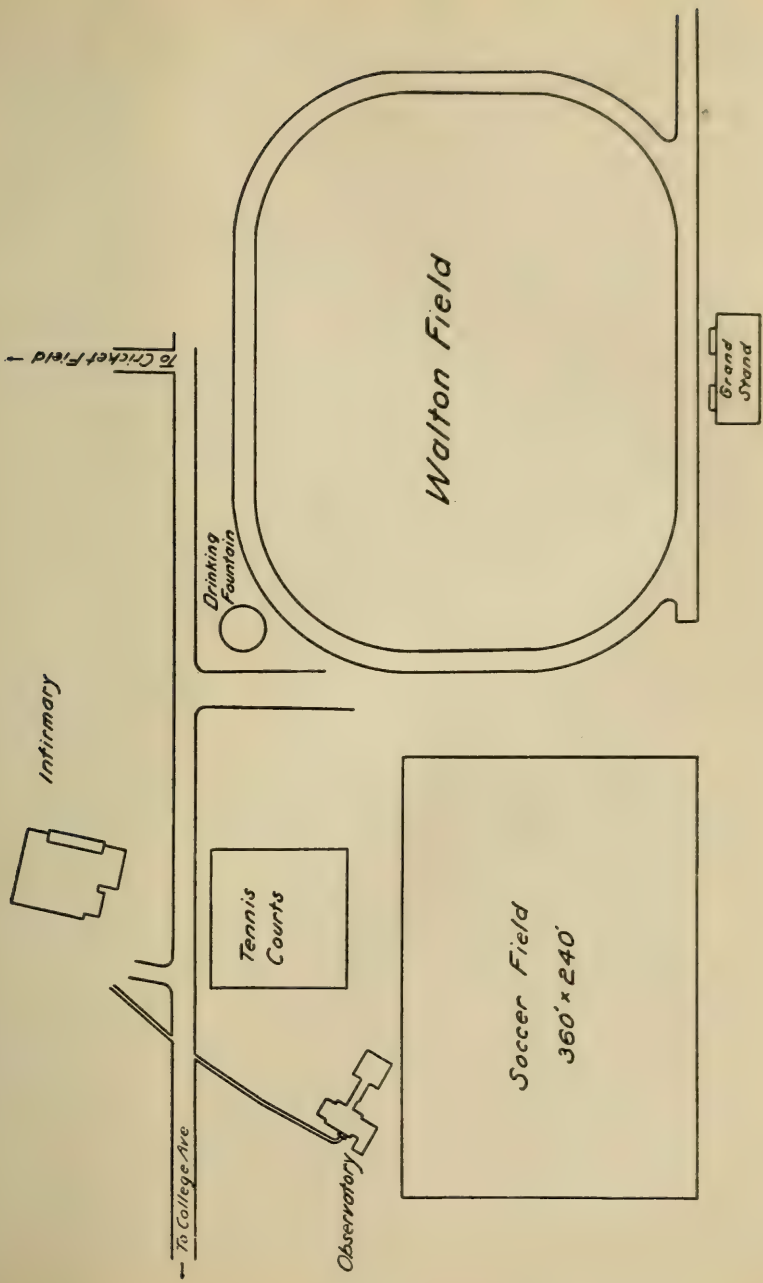 ← To College Ave
Infirmary
To Cricket Field →
Drinking
Fountain
Tennis
Courts
Observatory
Soccer Field
360' × 240'
Walton Field
Grand
Stand